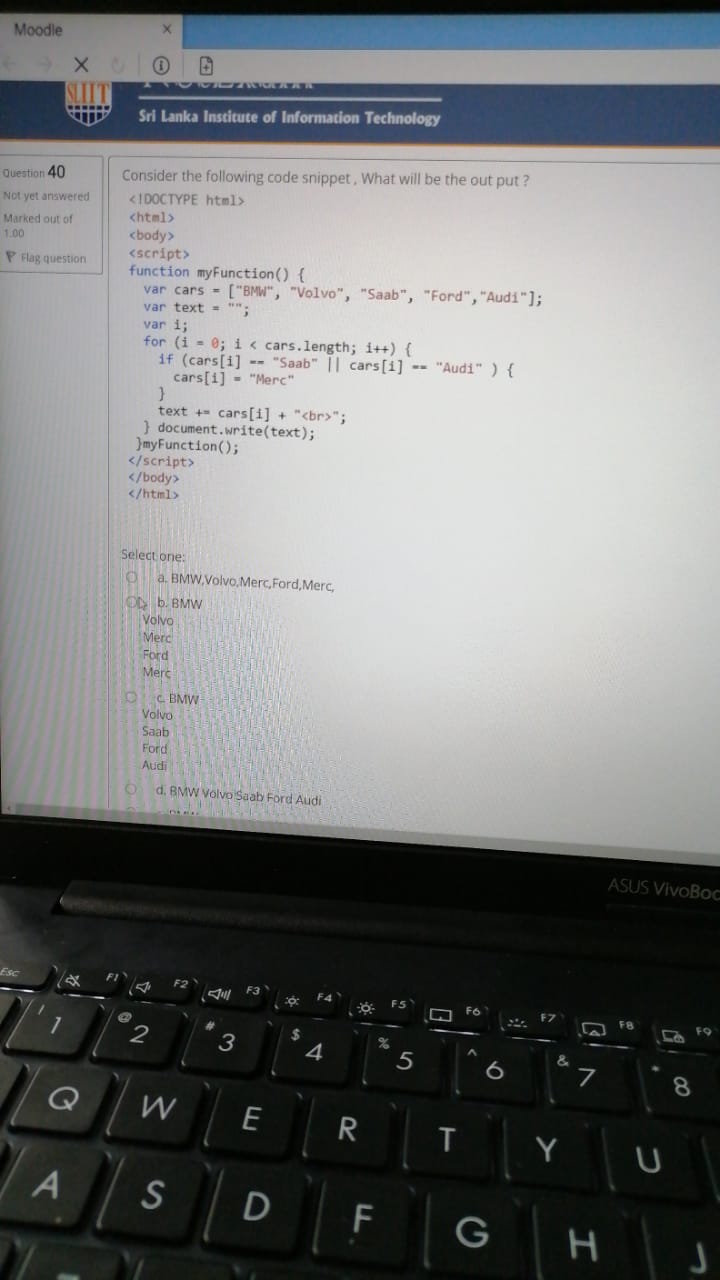 Moodle
SLIIT
Sri Lanka Institute of Information Technology
Question 40
Not yet answered
Marked out of
1.00
Flag question
Consider the following code snippet , What will be the out put ?
<!DOCTYPE html>
<html>
<body>
<script>
function myFunction() {
var cars = ["BMW", "Volvo", "Saab", "Ford","Audi"];
var text = "";
var i;
for (i = 0; i < cars.length; i++) {
if (cars[i] == "Saab" || cars[i] == "Audi" ) {
cars[i] = "Merc"
}
text += cars[i] + "<br>";
} document.write(text);
}myFunction();
</script>
</body>
</html>
Select one:
a. BMW,Volvo,Merc,Ford,Merc,
b. BMW
Volvo
Merc
Ford
Merc
c. BMW
Volvo
Saab
Ford
Audi
d. BMW Volvo Saab Ford Audi
ASUS VivoBoo
Esc F1 F2 F3 F4 F5 F6 F7 F8 F9
' 1 @ 2 # 3 $ 4 % 5 ^ 6 & 7 * 8
Q W E R T Y U
A S D F G H J